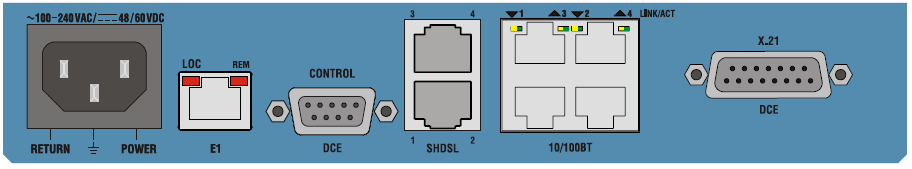 ~100-240VAC/⎓48/60VDC
RETURN
POWER
LOC REM
E1
CONTROL
DCE
3 4
1 2
SHDSL
1 3 2 4 LINK/ACT
10/100BT
X.21
DCE